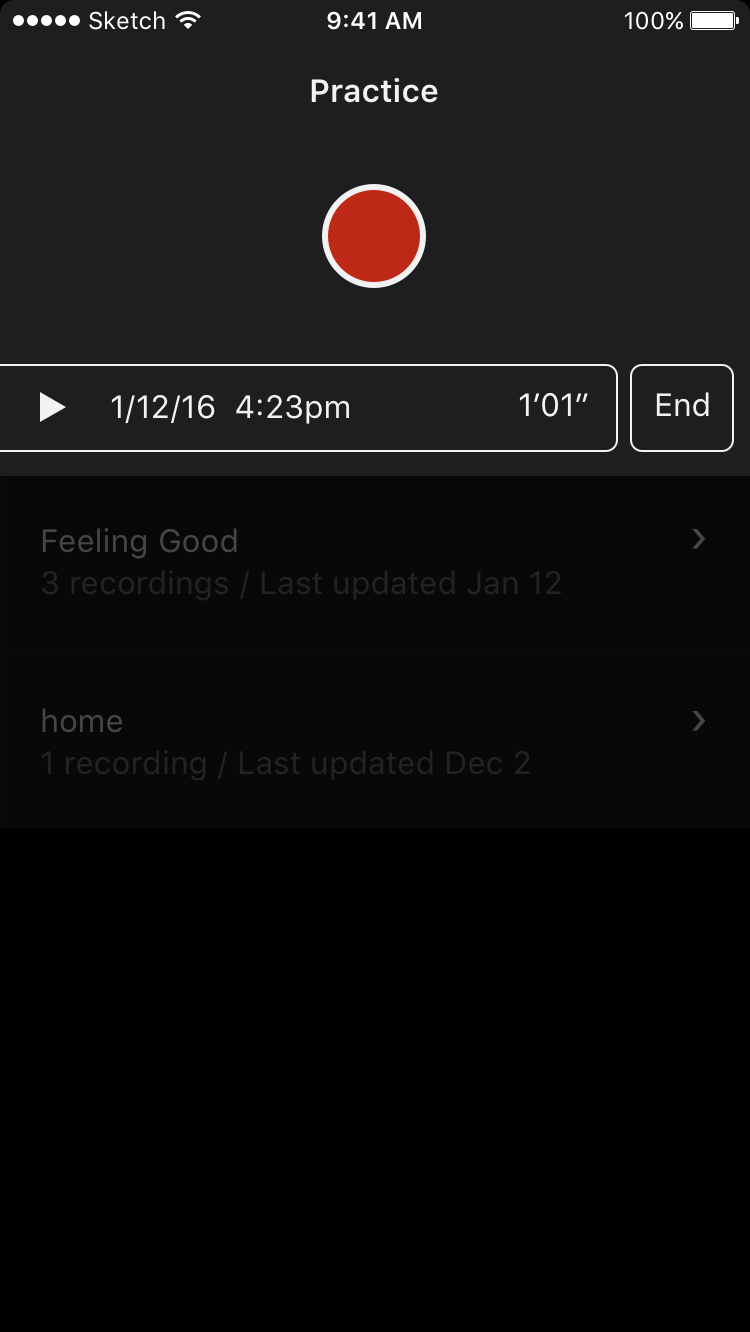 Sketch 9:41 AM 100%
Practice
1/12/16 4:23pm 1’01” End
Feeling Good
3 recordings / Last updated Jan 12
home
1 recording / Last updated Dec 2